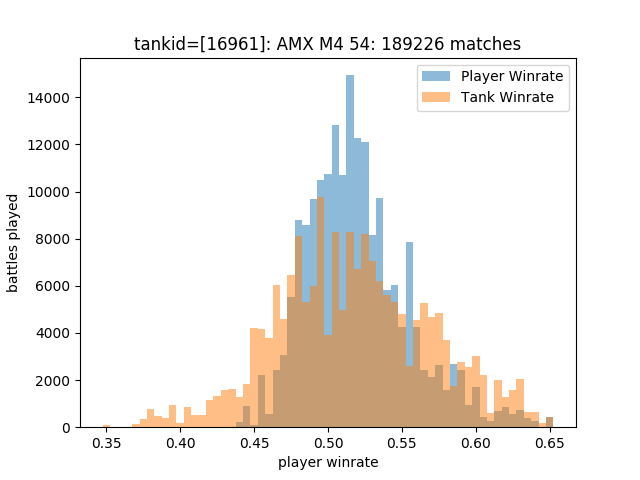 tankid=[16961]: AMX M4 54: 189226 matches
Player Winrate
Tank Winrate
battles played
14000
12000
10000
8000
6000
4000
2000
0
0.35 0.40 0.45 0.50 0.55 0.60 0.65
player winrate